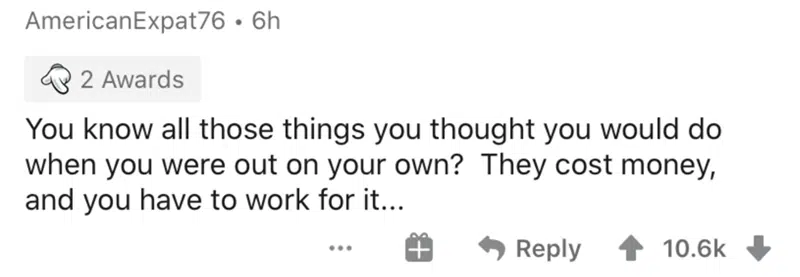 AmericanExpat76 • 6h
2 Awards
You know all those things you thought you would do
when you were out on your own?  They cost money,
and you have to work for it...
... Reply 10.6k